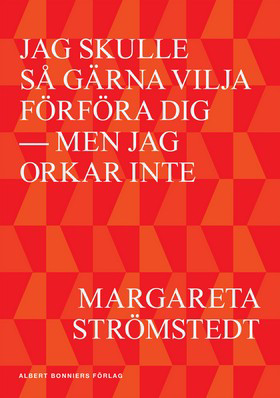 JAG SKULLE
SÅ GÄRNA VILJA
FÖRFÖRA DIG
— MEN JAG
ORKAR INTE
MARGARETA
STRÖMSTEDT
ALBERT BONNIERS FÖRLAG